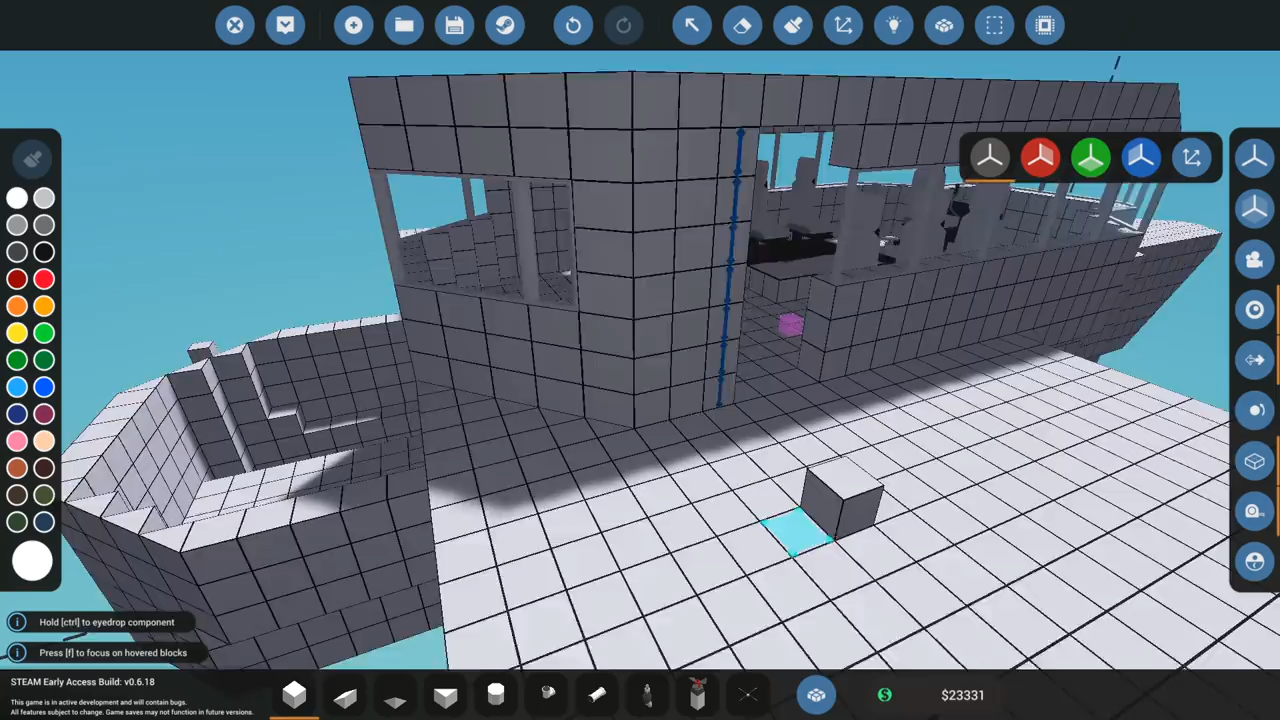 Hold [ctrl] to eyedrop component
Press [f] to focus on hovered blocks
STEAM Early Access Build: v0.6.18
This game is in active development and will contain bugs.
All features subject to change. Game saves may not function in future versions.
$23331